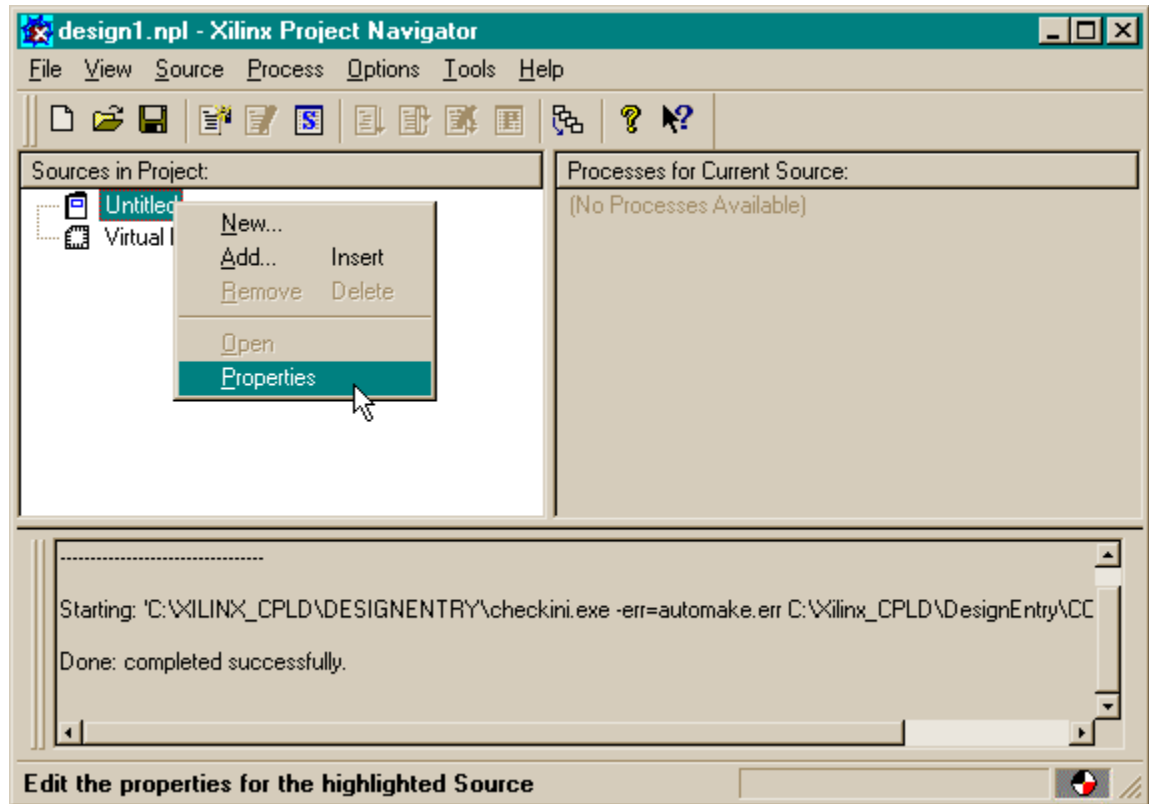 design1.npl - Xilinx Project Navigator
File View Source Process Options Tools Help
Sources in Project:
Processes for Current Source:
Untitled
(No Processes Available)
Virtual
New...
Add... Insert
Remove Delete
Open
Properties
---------------------------------
Starting: 'C:\XILINX_CPLD\DESIGNENTRY\checkini.exe -err=automake.err C:\Xilinx_CPLD\DesignEntry\CC
Done: completed successfully.
Edit the properties for the highlighted Source